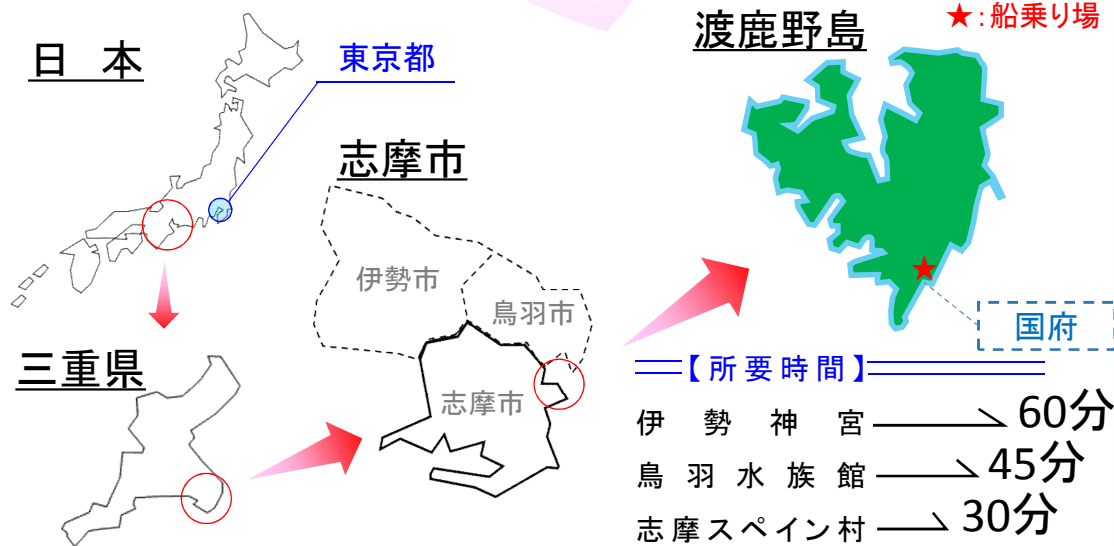 日 本
東京都
三重県
志摩市
伊勢市
鳥羽市
志摩市
渡鹿野島
★:船乗り場
★
国府
【所要時間】
伊勢神宮 60分
鳥羽水族館 45分
志摩スペイン村 30分